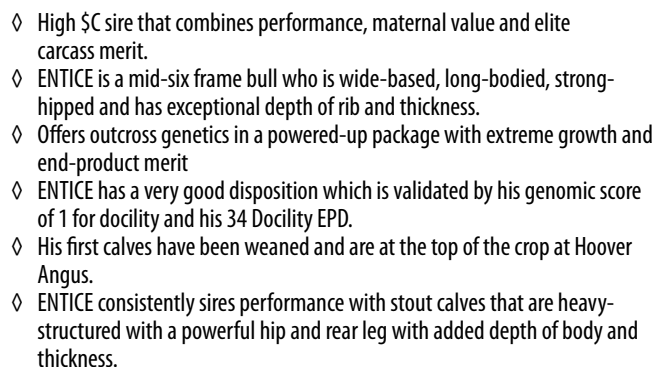 ◊ High $C sire that combines performance, maternal value and elite
carcass merit.
◊ ENTICE is a mid-six frame bull who is wide-based, long-bodied, strong-
hipped and has exceptional depth of rib and thickness.
◊ Offers outcross genetics in a powered-up package with extreme growth and
end-product merit
◊ ENTICE has a very good disposition which is validated by his genomic score
of 1 for docility and his 34 Docility EPD.
◊ His first calves have been weaned and are at the top of the crop at Hoover
Angus.
◊ ENTICE consistently sires performance with stout calves that are heavy-
structured with a powerful hip and rear leg with added depth of body and
thickness.